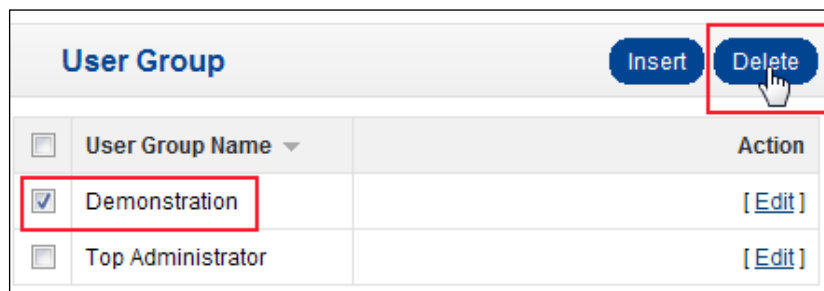 User Group Insert Delete
User Group Name Action
Demonstration [ Edit ]
Top Administrator [ Edit ]